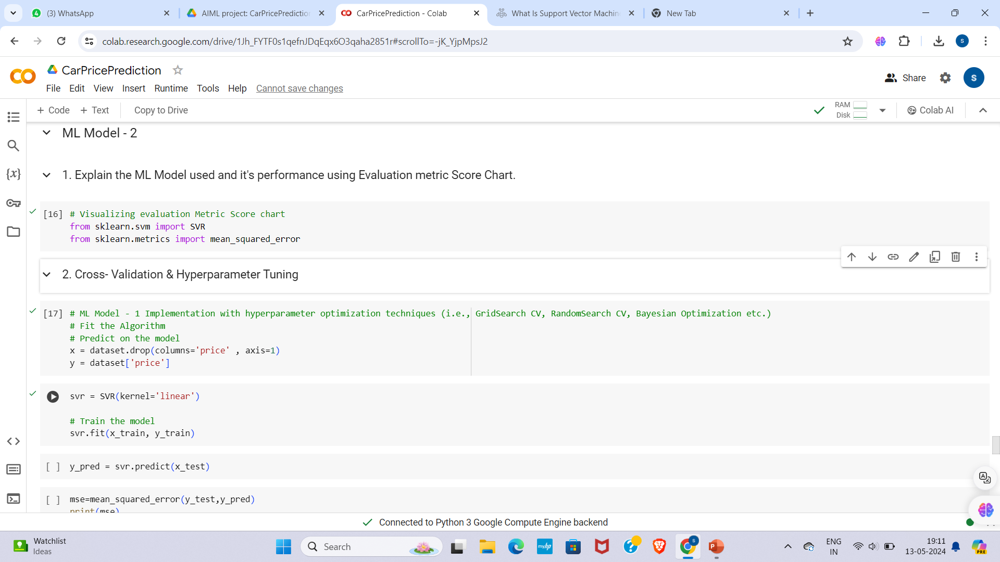 (3) WhatsApp
AIML project: CarPricePrediction
CarPricePrediction - Colab
What Is Support Vector Machin
New Tab
colab.research.google.com/drive/1Jh_FYTF0s1qefnJDqEqx6O3qaha2851r#scrollTo=-jK_YjpMpsJ2
S
CarPricePrediction
File Edit View Insert Runtime Tools Help Cannot save changes
Share
S
+ Code + Text Copy to Drive
RAM
Disk
Colab AI
ML Model - 2
1. Explain the ML Model used and it's performance using Evaluation metric Score Chart.
{x}
[16] # Visualizing evaluation Metric Score chart
from sklearn.svm import SVR
from sklearn.metrics import mean_squared_error
2. Cross- Validation & Hyperparameter Tuning
[17] # ML Model - 1 Implementation with hyperparameter optimization techniques (i.e., GridSearch CV, RandomSearch CV, Bayesian Optimization etc.)
# Fit the Algorithm
# Predict on the model
x = dataset.drop(columns='price' , axis=1)
y = dataset['price']
svr = SVR(kernel='linear')
# Train the model
svr.fit(x_train, y_train)
[ ] y_pred = svr.predict(x_test)
[ ] mse=mean_squared_error(y_test,y_pred)
print(mse)
Connected to Python 3 Google Compute Engine backend
Watchlist
Ideas
Search
myhp
ENG
IN
19:11
13-05-2024
PRE